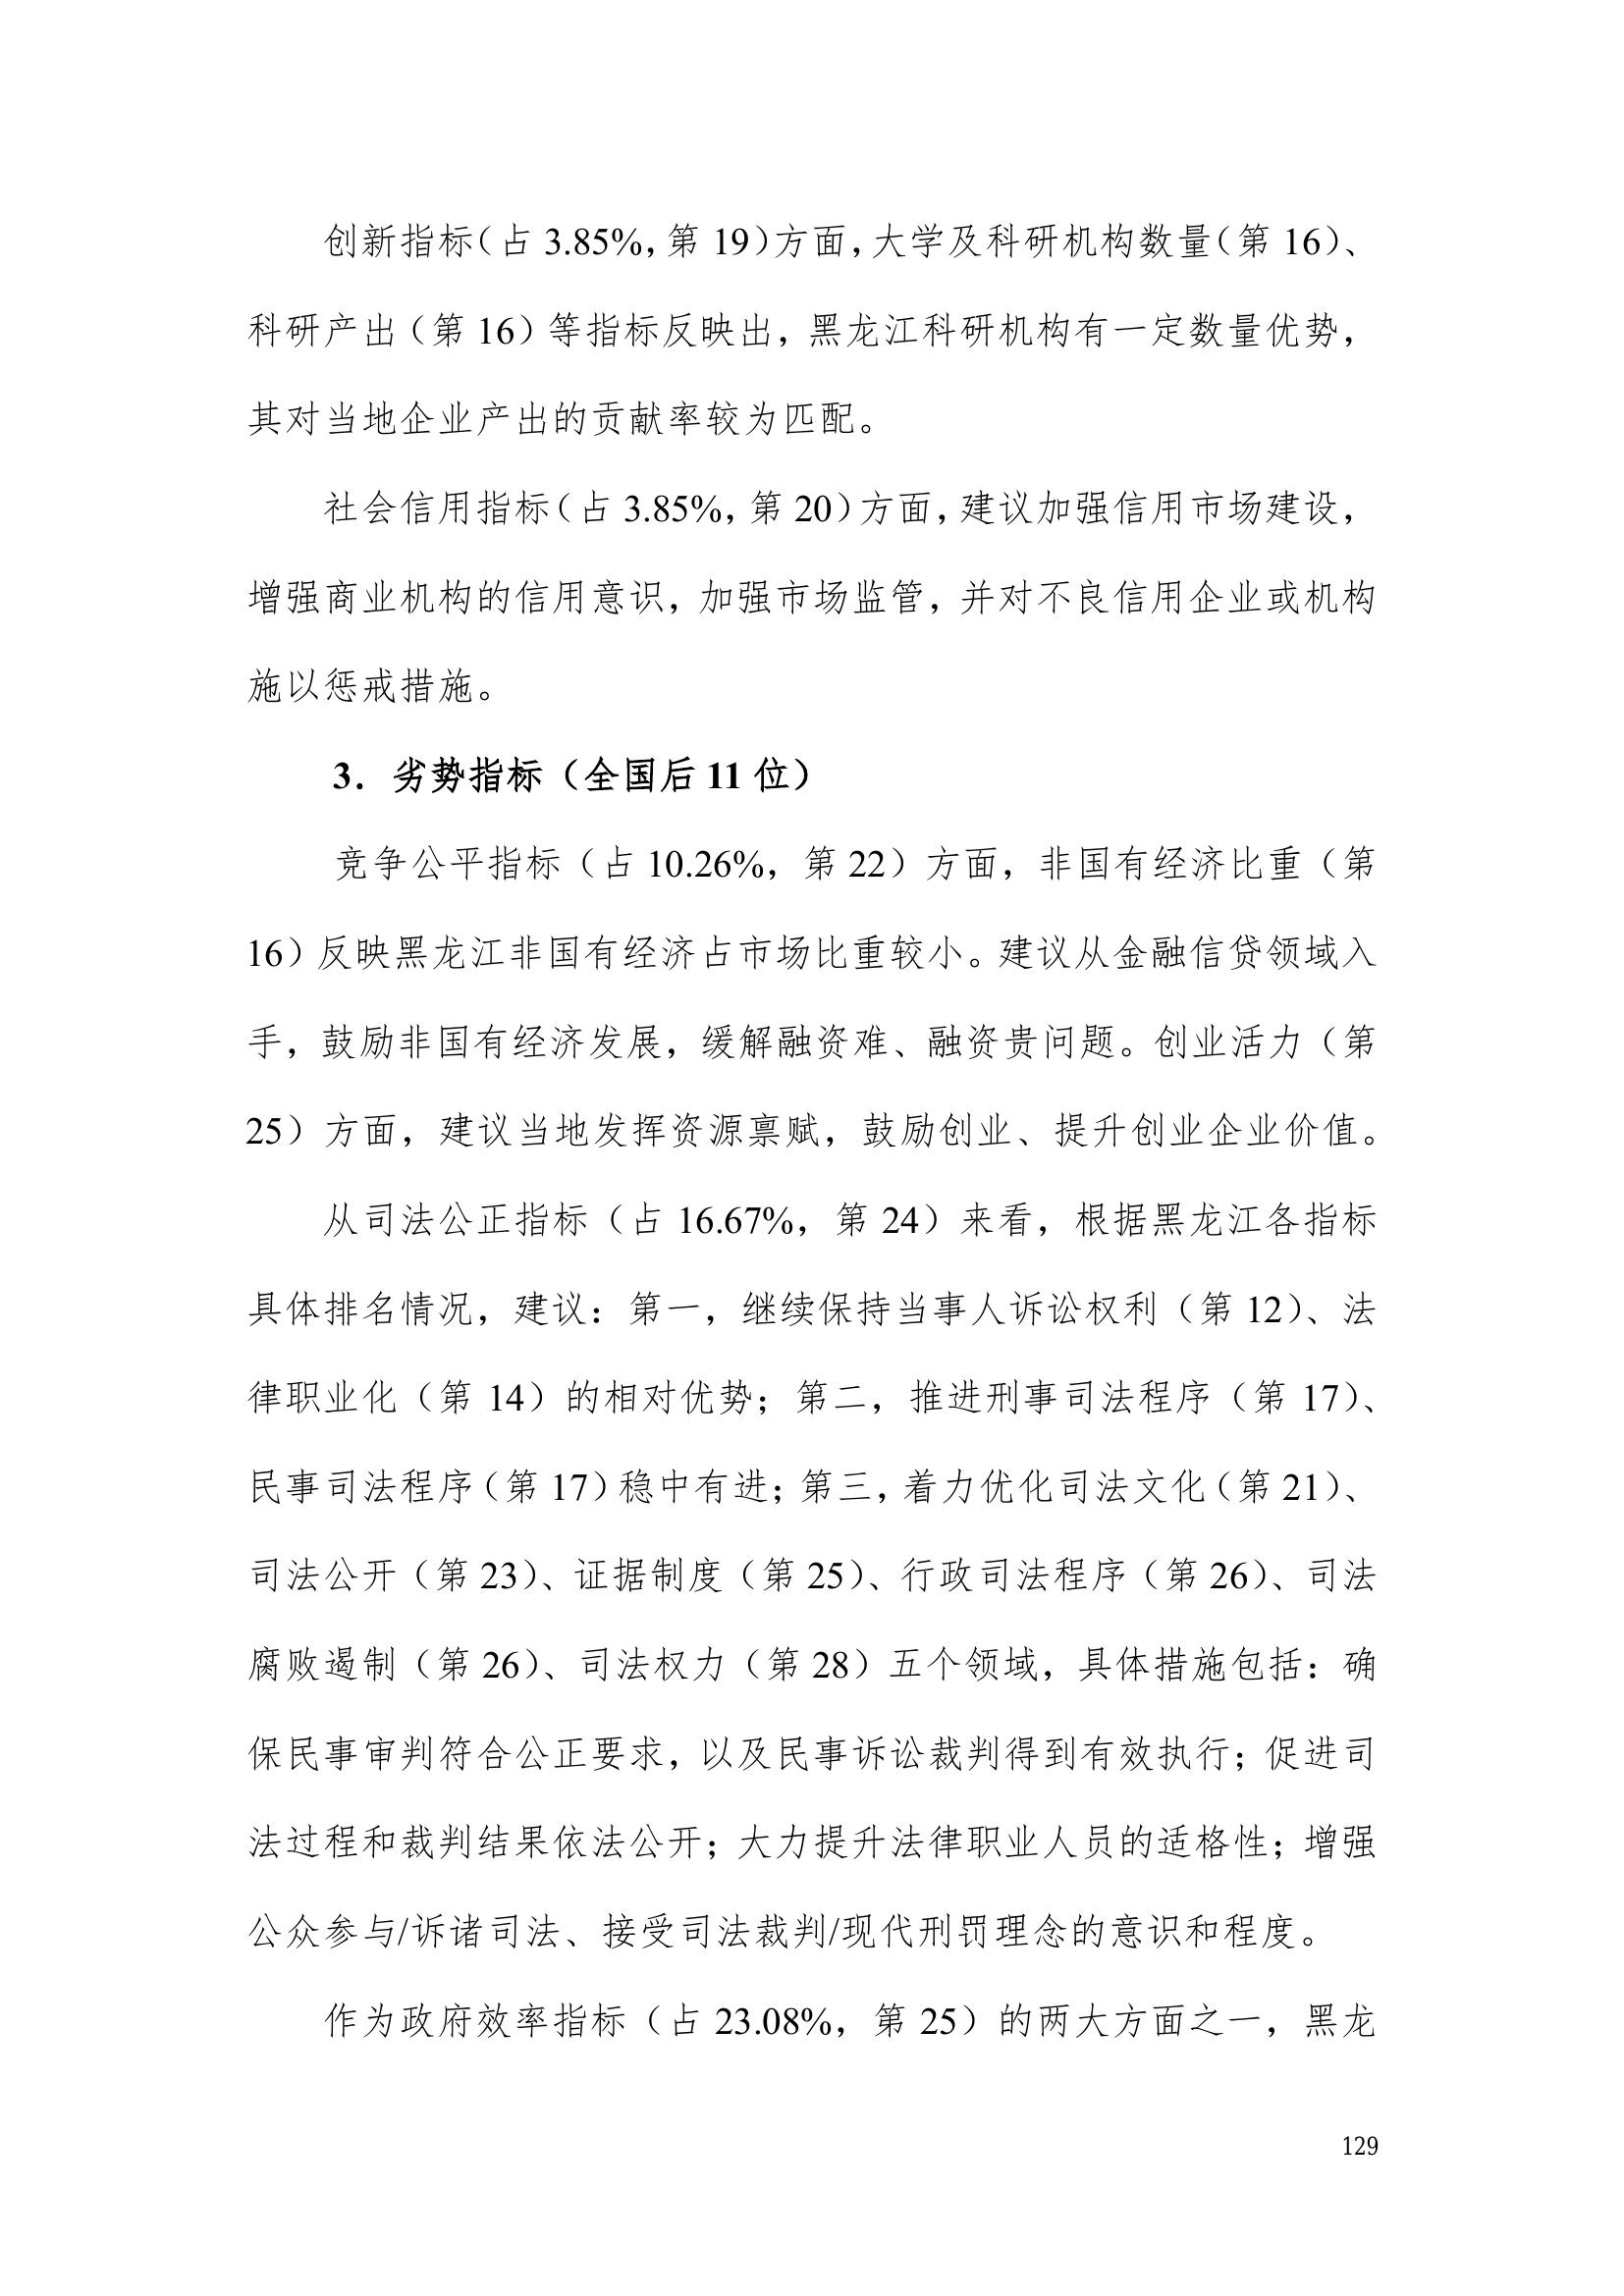 创新指标（占 3.85%，第 19）方面，大学及科研机构数量（第 16）、
科研产出（第 16）等指标反映出，黑龙江科研机构有一定数量优势，
其对当地企业产出的贡献率较为匹配。
社会信用指标（占 3.85%，第 20）方面，建议加强信用市场建设，
增强商业机构的信用意识，加强市场监管，并对不良信用企业或机构
施以惩戒措施。
3．劣势指标（全国后 11 位）
竞争公平指标（占 10.26%，第 22）方面，非国有经济比重（第
16）反映黑龙江非国有经济占市场比重较小。建议从金融信贷领域入
手，鼓励非国有经济发展，缓解融资难、融资贵问题。创业活力（第
25）方面，建议当地发挥资源禀赋，鼓励创业、提升创业企业价值。
从司法公正指标（占 16.67%，第 24）来看，根据黑龙江各指标
具体排名情况，建议：第一，继续保持当事人诉讼权利（第 12）、法
律职业化（第 14）的相对优势；第二，推进刑事司法程序（第 17）、
民事司法程序（第 17）稳中有进；第三，着力优化司法文化（第 21）、
司法公开（第 23）、证据制度（第 25）、行政司法程序（第 26）、司法
腐败遏制（第 26）、司法权力（第 28）五个领域，具体措施包括：确
保民事审判符合公正要求，以及民事诉讼裁判得到有效执行；促进司
法过程和裁判结果依法公开；大力提升法律职业人员的适格性；增强
公众参与/诉诸司法、接受司法裁判/现代刑罚理念的意识和程度。
作为政府效率指标（占 23.08%，第 25）的两大方面之一，黑龙
129